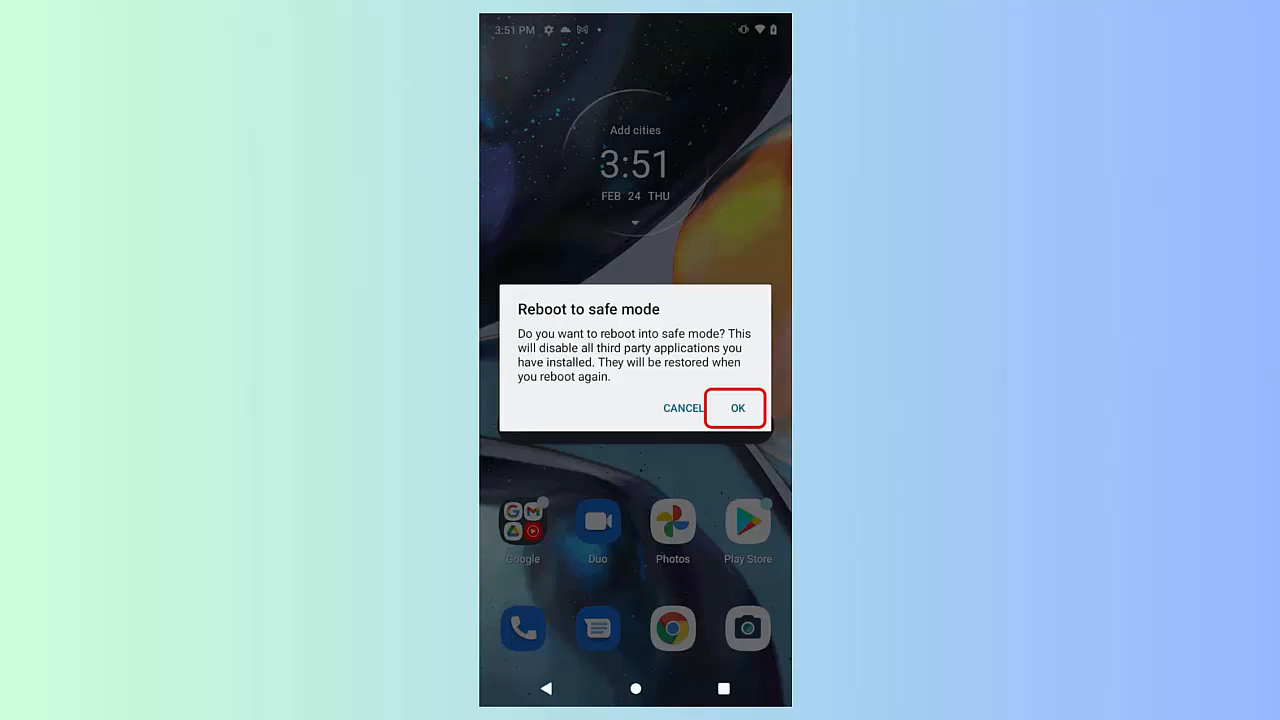 3:51 PM
Add cities
3:51
FEB 24 THU
Reboot to safe mode
Do you want to reboot into safe mode? This
will disable all third party applications you
have installed. They will be restored when
you reboot again.
CANCEL OK
Google Duo Photos Play Store